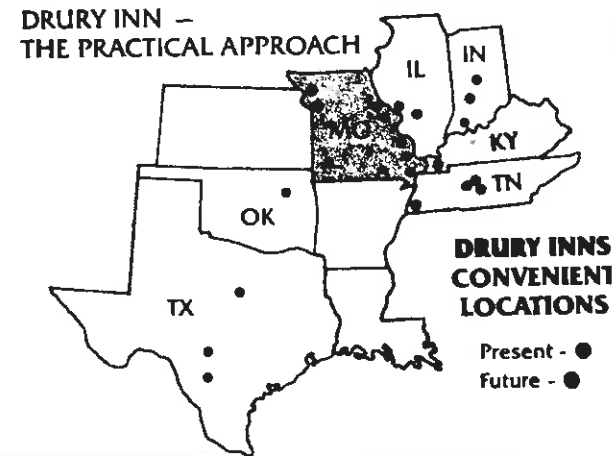 DRURY INN –
THE PRACTICAL APPROACH
IL
IN
MO
KY
TN
OK
TX
DRURY INNS
CONVENIENT
LOCATIONS
Present - ●
Future - ●